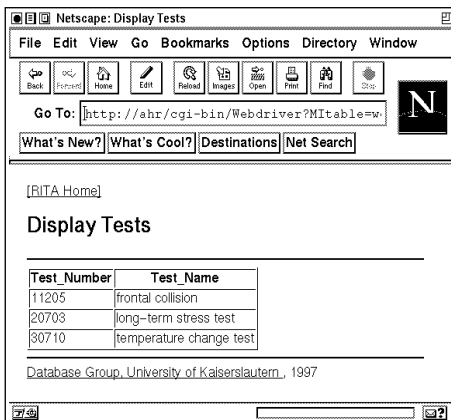 Netscape: Display Tests
File Edit View Go Bookmarks Options Directory Window
Back Forward Home Edit Reload Images Open Print Find Stop
N
Go To: http://ahr/cgi-bin/Webdriver?MItable=w
What's New? What's Cool? Destinations Net Search
[RITA Home]
Display Tests
Test_Number Test_Name
11205 frontal collision
20703 long-term stress test
30710 temperature change test
Database Group, University of Kaiserslautern , 1997
?